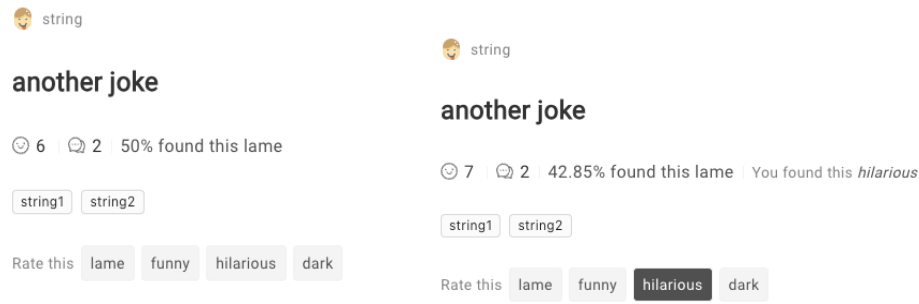 string
another joke
6 2 50% found this lame
string1 string2
Rate this lame funny hilarious dark
string
another joke
7 2 42.85% found this lame You found this hilarious
string1 string2
Rate this lame funny hilarious dark